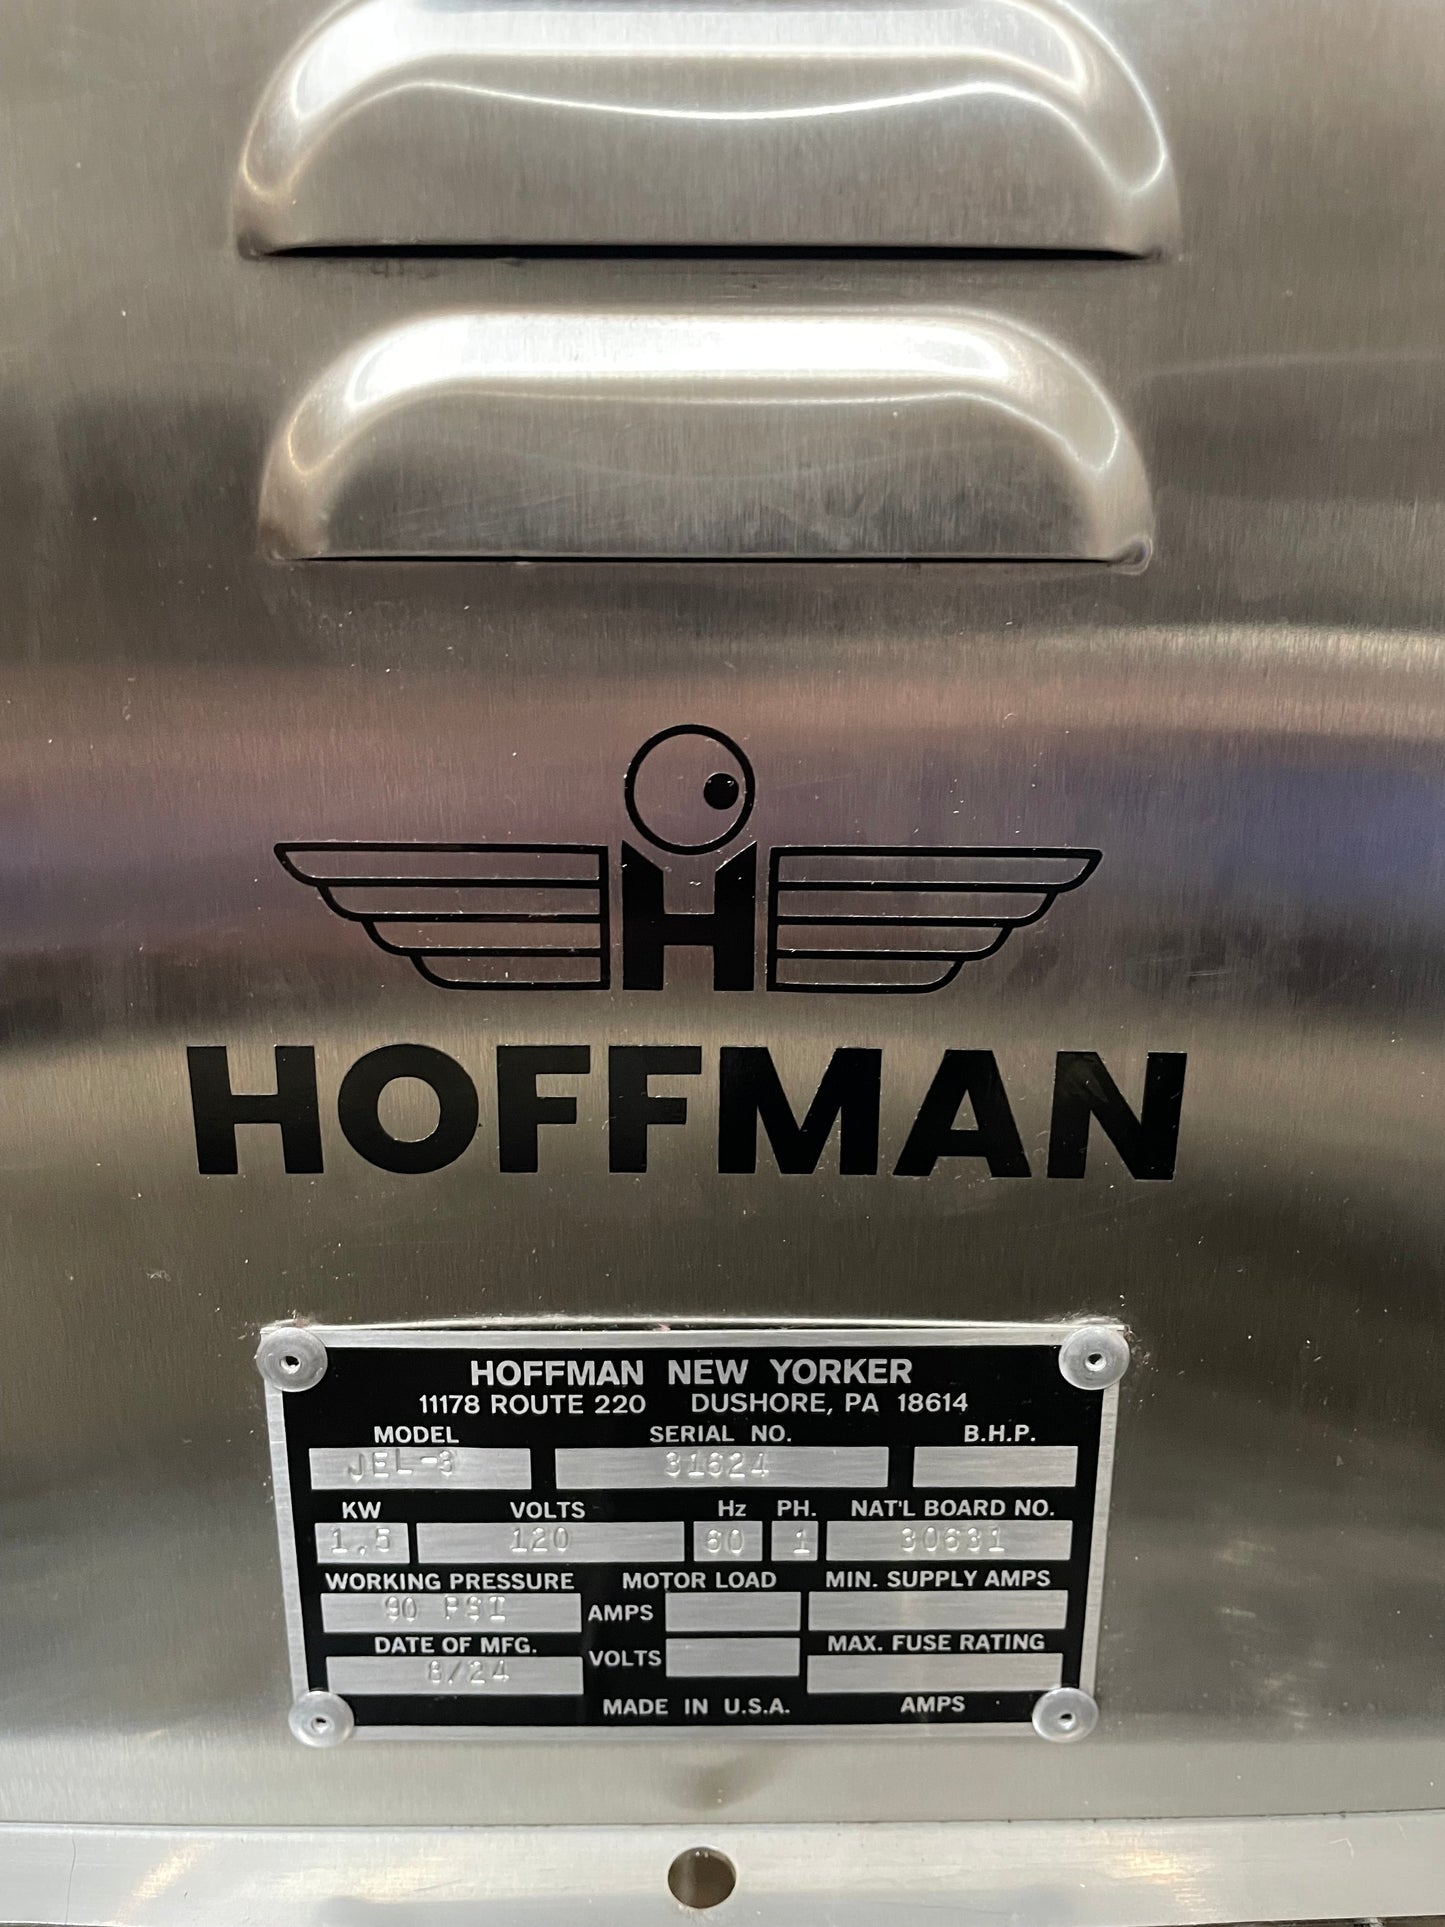 H
HOFFMAN
HOFFMAN NEW YORKER
11178 ROUTE 220 DUSHORE, PA 18614
MODEL SERIAL NO. B.H.P.
JEL-3 31624
KW VOLTS Hz PH. NAT'L BOARD NO.
1.5 120 60 1 30631
WORKING PRESSURE MOTOR LOAD MIN. SUPPLY AMPS
90 PSI AMPS
DATE OF MFG. VOLTS MAX. FUSE RATING
8/24
MADE IN U.S.A. AMPS